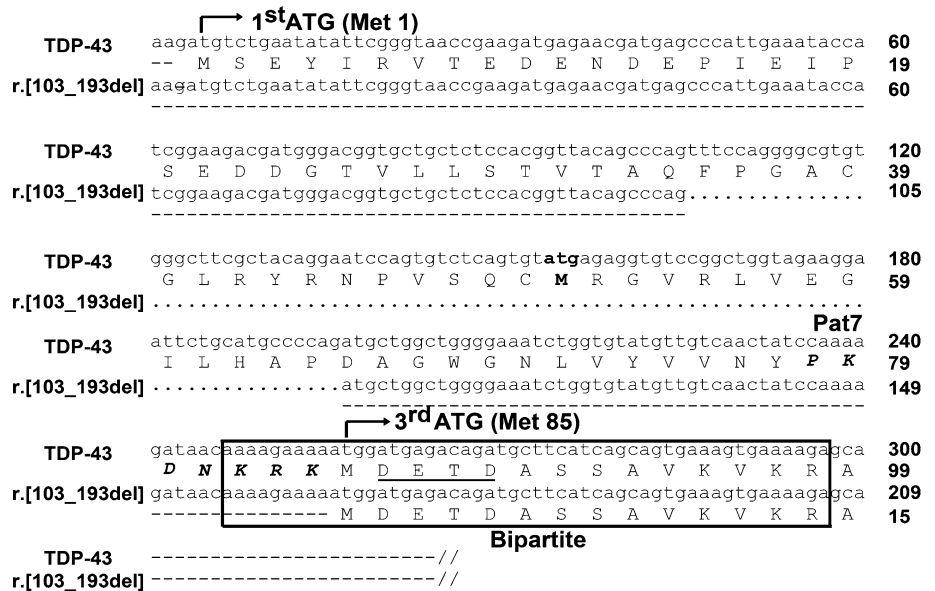 1stATG (Met 1)
TDP-43 aagatgtctgaatatattcgggtaaccgaagatgagaacgatgagcccattgaaatacca 60
-- M S E Y I R V T E D E N D E P I E I P 19
r.[103_193del] aagatgtctgaatatattcgggtaaccgaagatgagaacgatgagcccattgaaatacca 60
------------------------------------------------------------
TDP-43 tcggaagacgatgggacggtgctgctctccacggttacagcccagtttccaggggcgtgt 120
S E D D G T V L L S T V T A Q F P G A C 39
r.[103_193del] tcggaagacgatgggacggtgctgctctccacggttacagcccag............... 105
---------------------------------------------
TDP-43 gggcttcgctacaggaatccagtgtctcagtgtatgagaggtgtccggctggtagaagga 180
G L R Y R N P V S Q C M R G V R L V E G 59
r.[103_193del] ............................................................
Pat7
TDP-43 attctgcatgccccagatgctggctggggaaatctggtgtatgttgtcaactatccaaaa 240
I L H A P D A G W G N L V Y V V N Y P K 79
r.[103_193del] ................atgctggctggggaaatctggtgtatgttgtcaactatccaaaa 149
--------------------------------------------
3rd ATG (Met 85)
TDP-43 gataacaaaagaaaaatggatgagacagatgcttcatcagcagtgaaagtgaaaagagca 300
D N K R K M D E T D A S S A V K V K R A 99
r.[103_193del] gataacaaaagaaaaatggatgagacagatgcttcatcagcagtgaaagtgaaaagagca 209
--------------- M D E T D A S S A V K V K R A 15
Bipartite
TDP-43 ------------------------//
r.[103_193del] ------------------------//